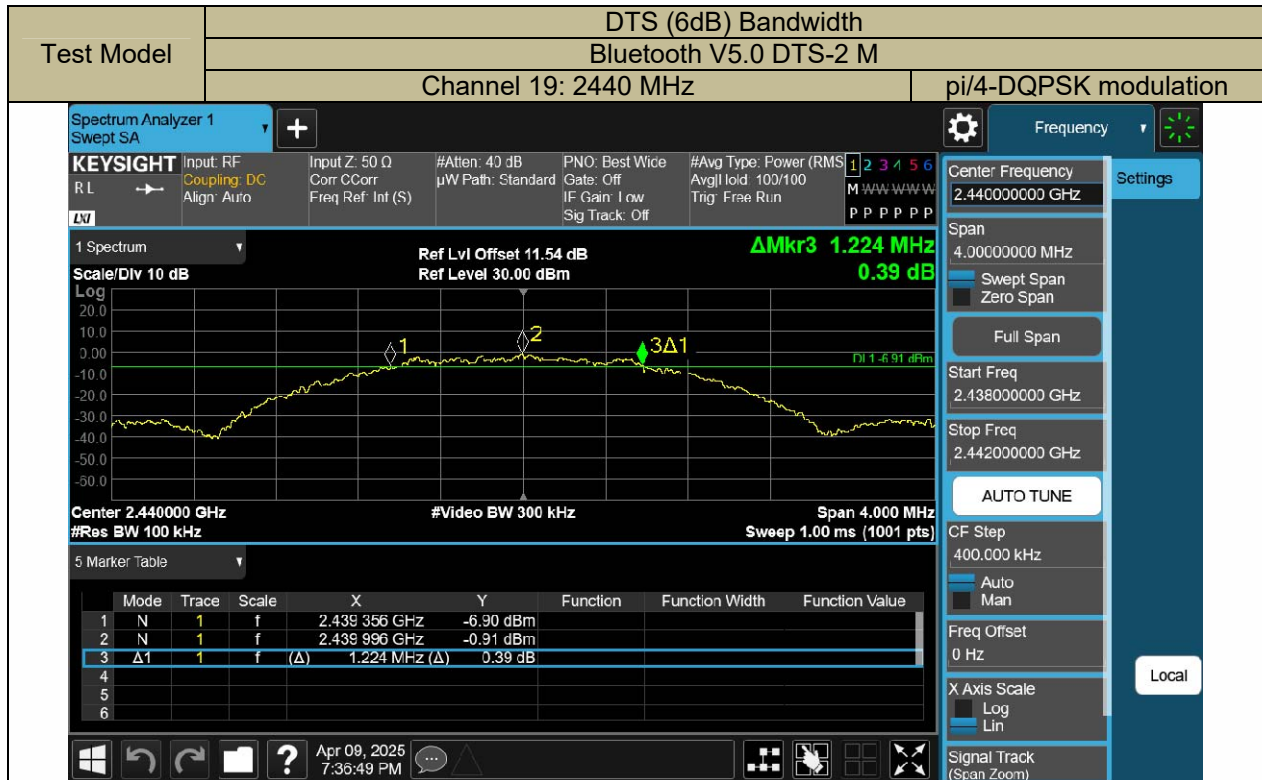 Test Model
DTS (6dB) Bandwidth
Bluetooth V5.0 DTS-2 M
Channel 19: 2440 MHz
pi/4-DQPSK modulation
Spectrum Analyzer 1
Swept SA
+
Frequency
KEYSIGHT
R L
LXI
Input: RF
Coupling: DC
Align: Auto
Input Z: 50 Ω
Corr CCorr
Freq Ref: Int (S)
#Atten: 40 dB
µW Path: Standard
PNO: Best Wide
Gate: Off
IF Gain: Low
Sig Track: Off
#Avg Type: Power (RMS
Avg|Hold: 100/100
Trig: Free Run
1 2 3 4 5 6
M W W W W W
P P P P P P
1 Spectrum
Scale/Div 10 dB
Log
Ref Lvl Offset 11.54 dB
Ref Level 30.00 dBm
ΔMkr3 1.224 MHz
0.39 dB
20.0
10.0
0.00
-10.0
-20.0
-30.0
-40.0
-50.0
-60.0
1
2
3Δ1
DL1 -6.91 dBm
Center 2.440000 GHz
#Video BW 300 kHz
Span 4.000 MHz
#Res BW 100 kHz
Sweep 1.00 ms (1001 pts)
5 Marker Table
Mode Trace Scale X Y Function Function Width Function Value
1 N 1 f 2.439 356 GHz -6.90 dBm
2 N 1 f 2.439 996 GHz -0.91 dBm
3 Δ1 1 f (Δ) 1.224 MHz (Δ) 0.39 dB
4
5
6
?
Apr 09, 2025
7:36:49 PM
Center Frequency
2.440000000 GHz
Settings
Span
4.00000000 MHz
Swept Span
Zero Span
Full Span
Start Freq
2.438000000 GHz
Stop Freq
2.442000000 GHz
AUTO TUNE
CF Step
400.000 kHz
Auto
Man
Freq Offset
0 Hz
X Axis Scale
Log
Lin
Local
Signal Track
(Span Zoom)